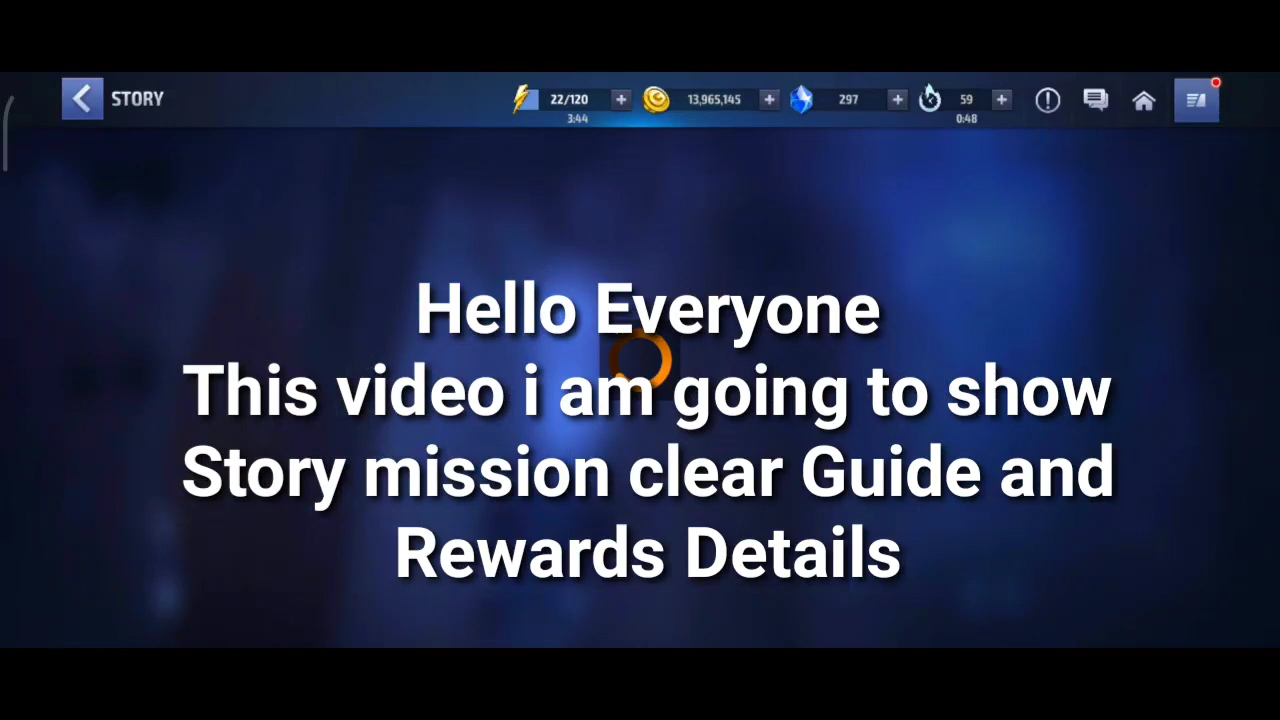 STORY
22/120
3:44
13,965,145
297
59
0:48
Hello Everyone
This video i am going to show
Story mission clear Guide and
Rewards Details